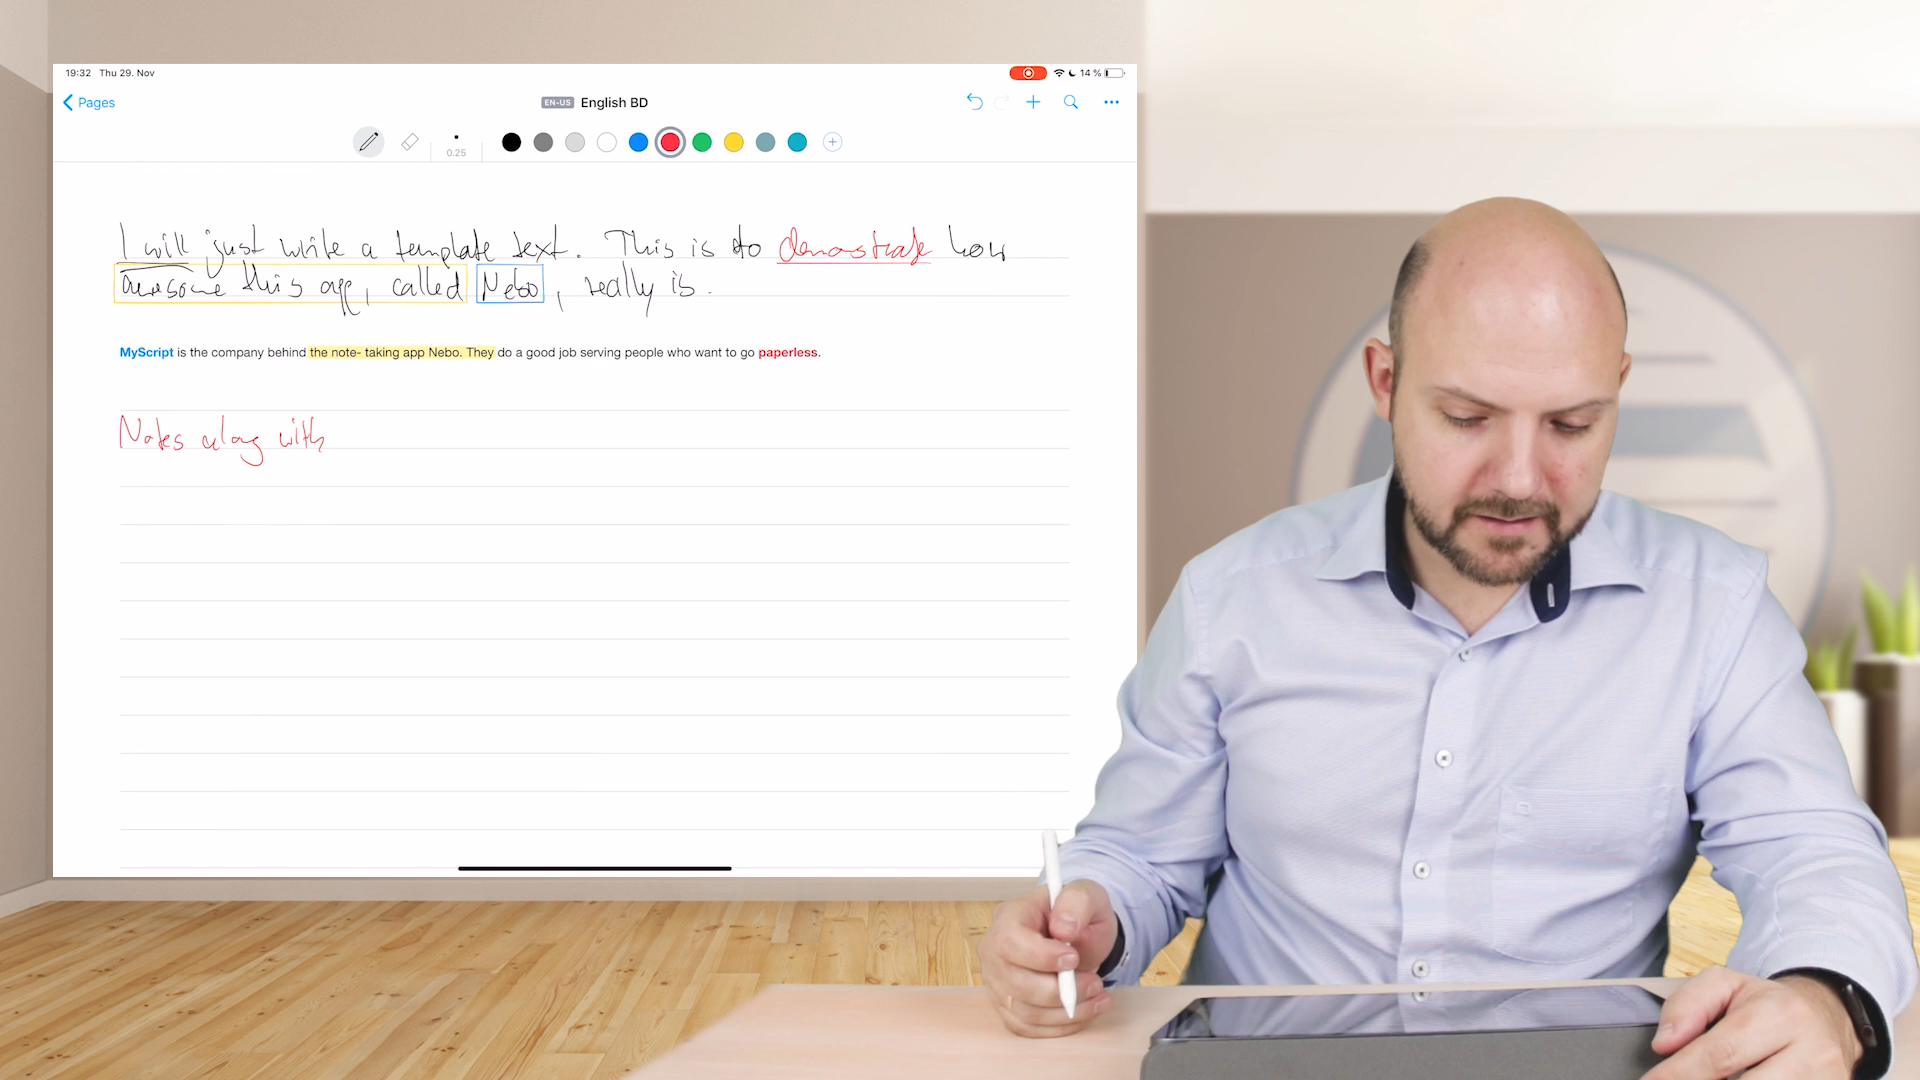 19:32 Thu 29. Nov
14 %
Pages
EN-US English BD
0.25
I will just write a template text. This is to demostrate how
awesome this app, called Nebo, really is.
MyScript is the company behind the note- taking app Nebo. They do a good job serving people who want to go paperless.
Notes along with